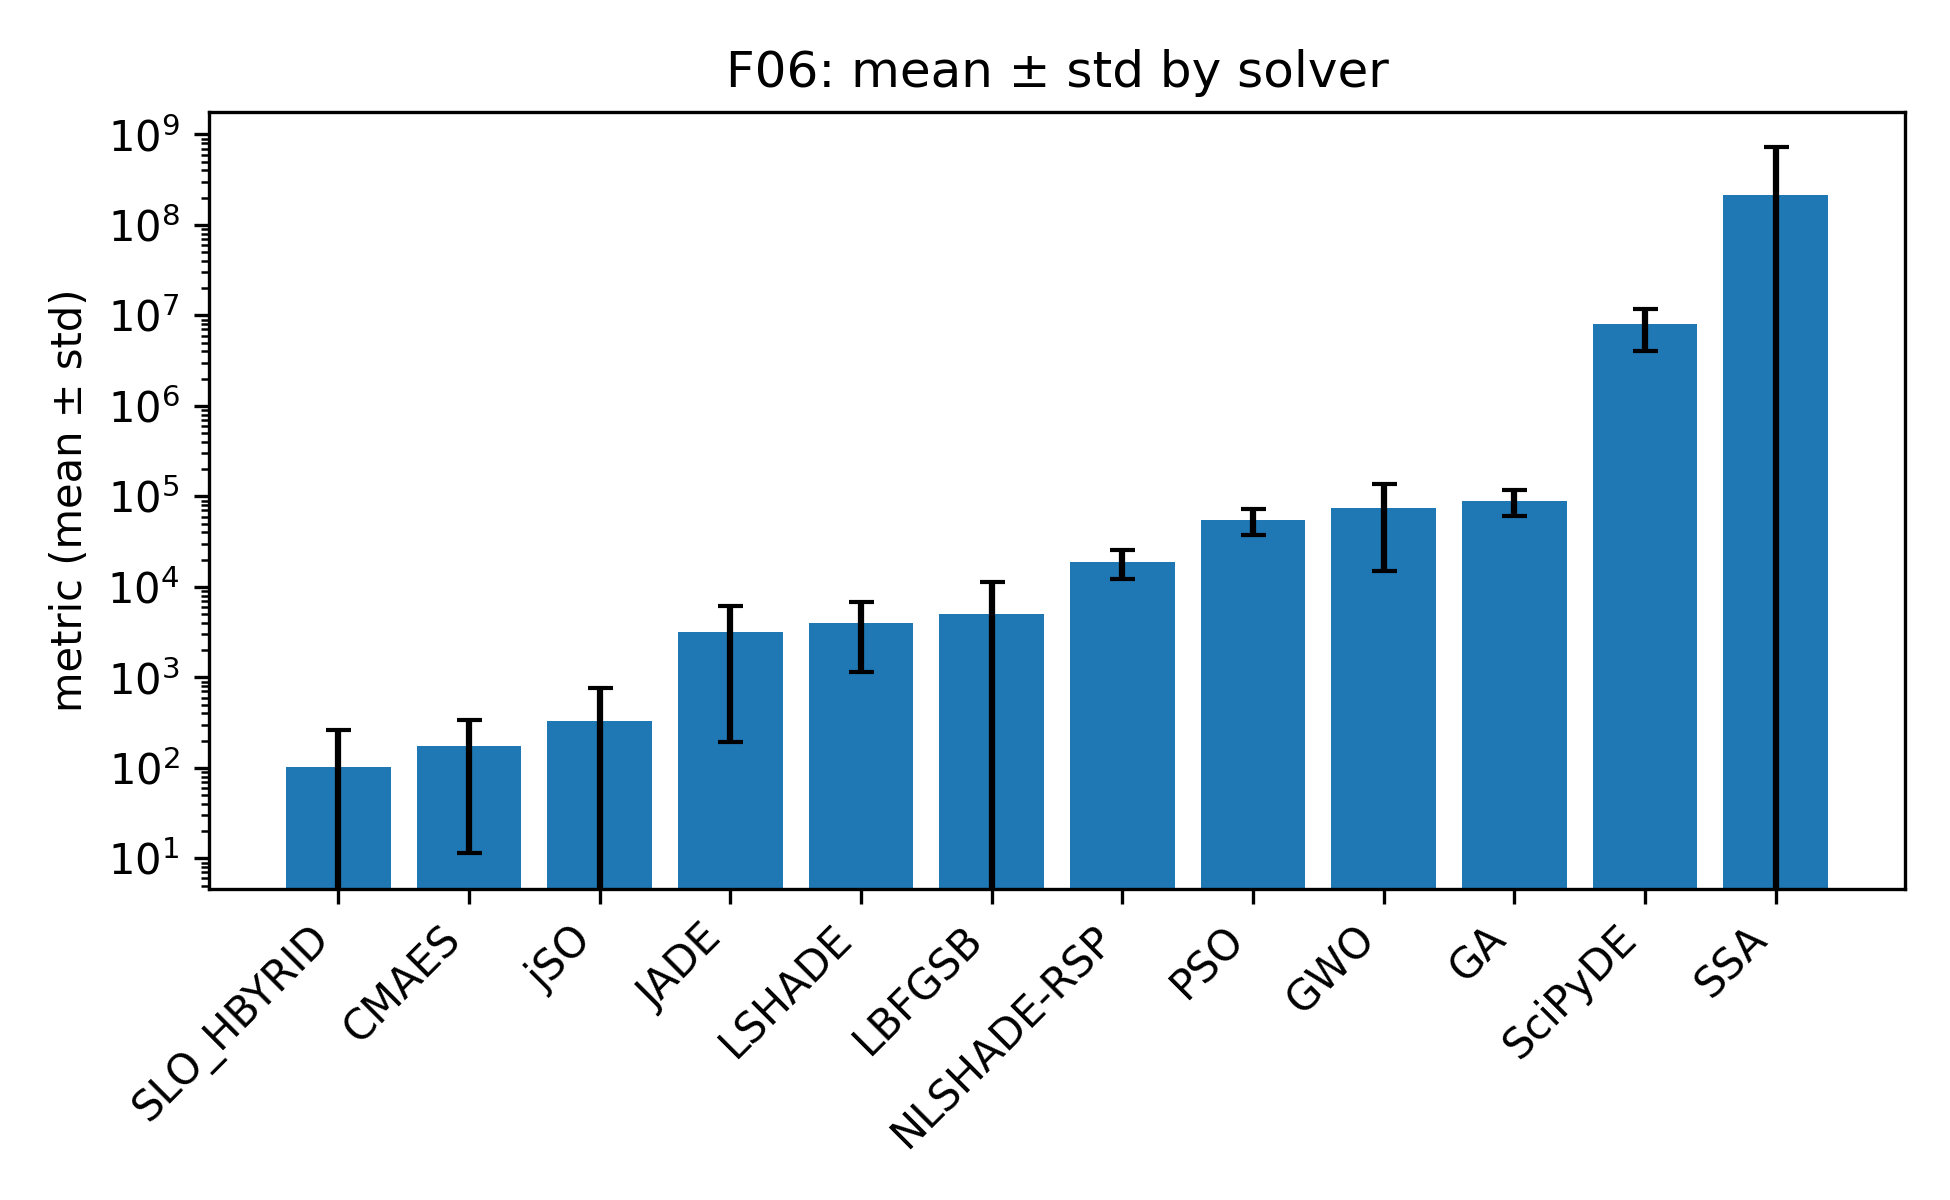 F06: mean ± std by solver
metric (mean ± std)
10⁹
10⁸
10⁷
10⁶
10⁵
10⁴
10³
10²
10¹
SLO_HBYRID
CMAES
jSO
JADE
LSHADE
LBFGSB
NLSHADE-RSP
PSO
GWO
GA
SciPyDE
SSA